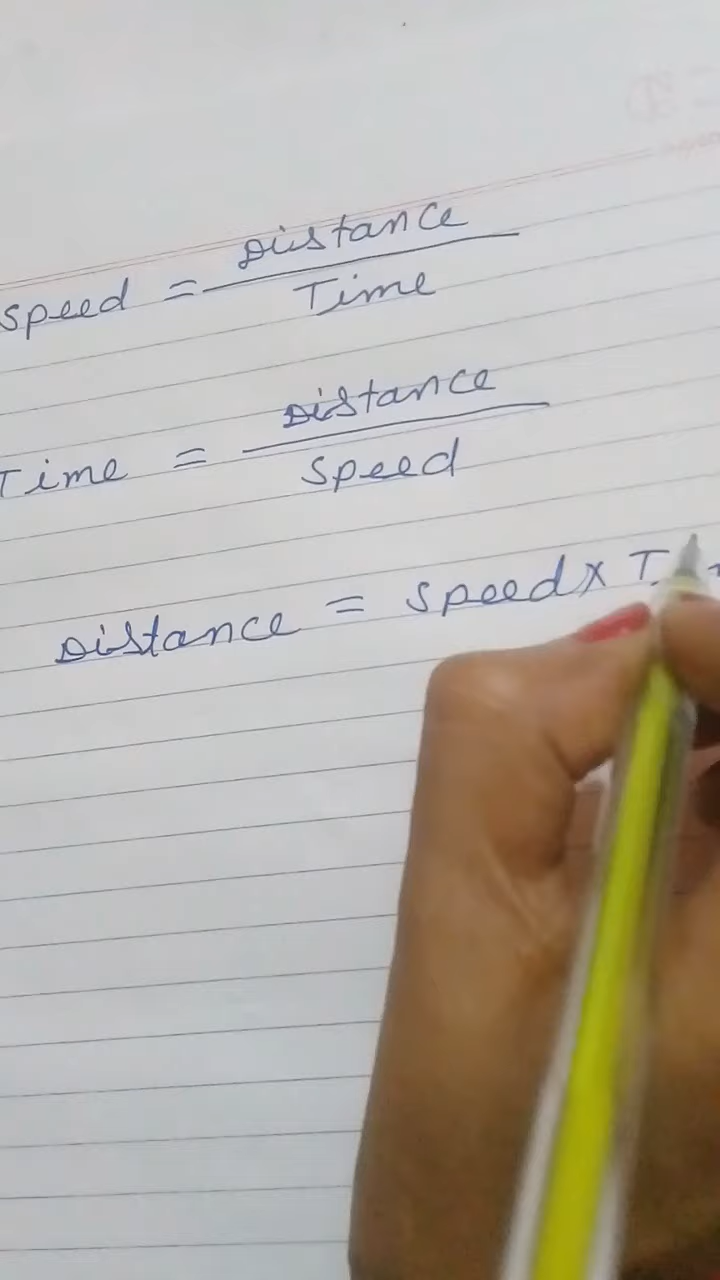 Distance
Speed = ─────
Time
Distance
Time = ─────
Speed
Distance = Speed x T